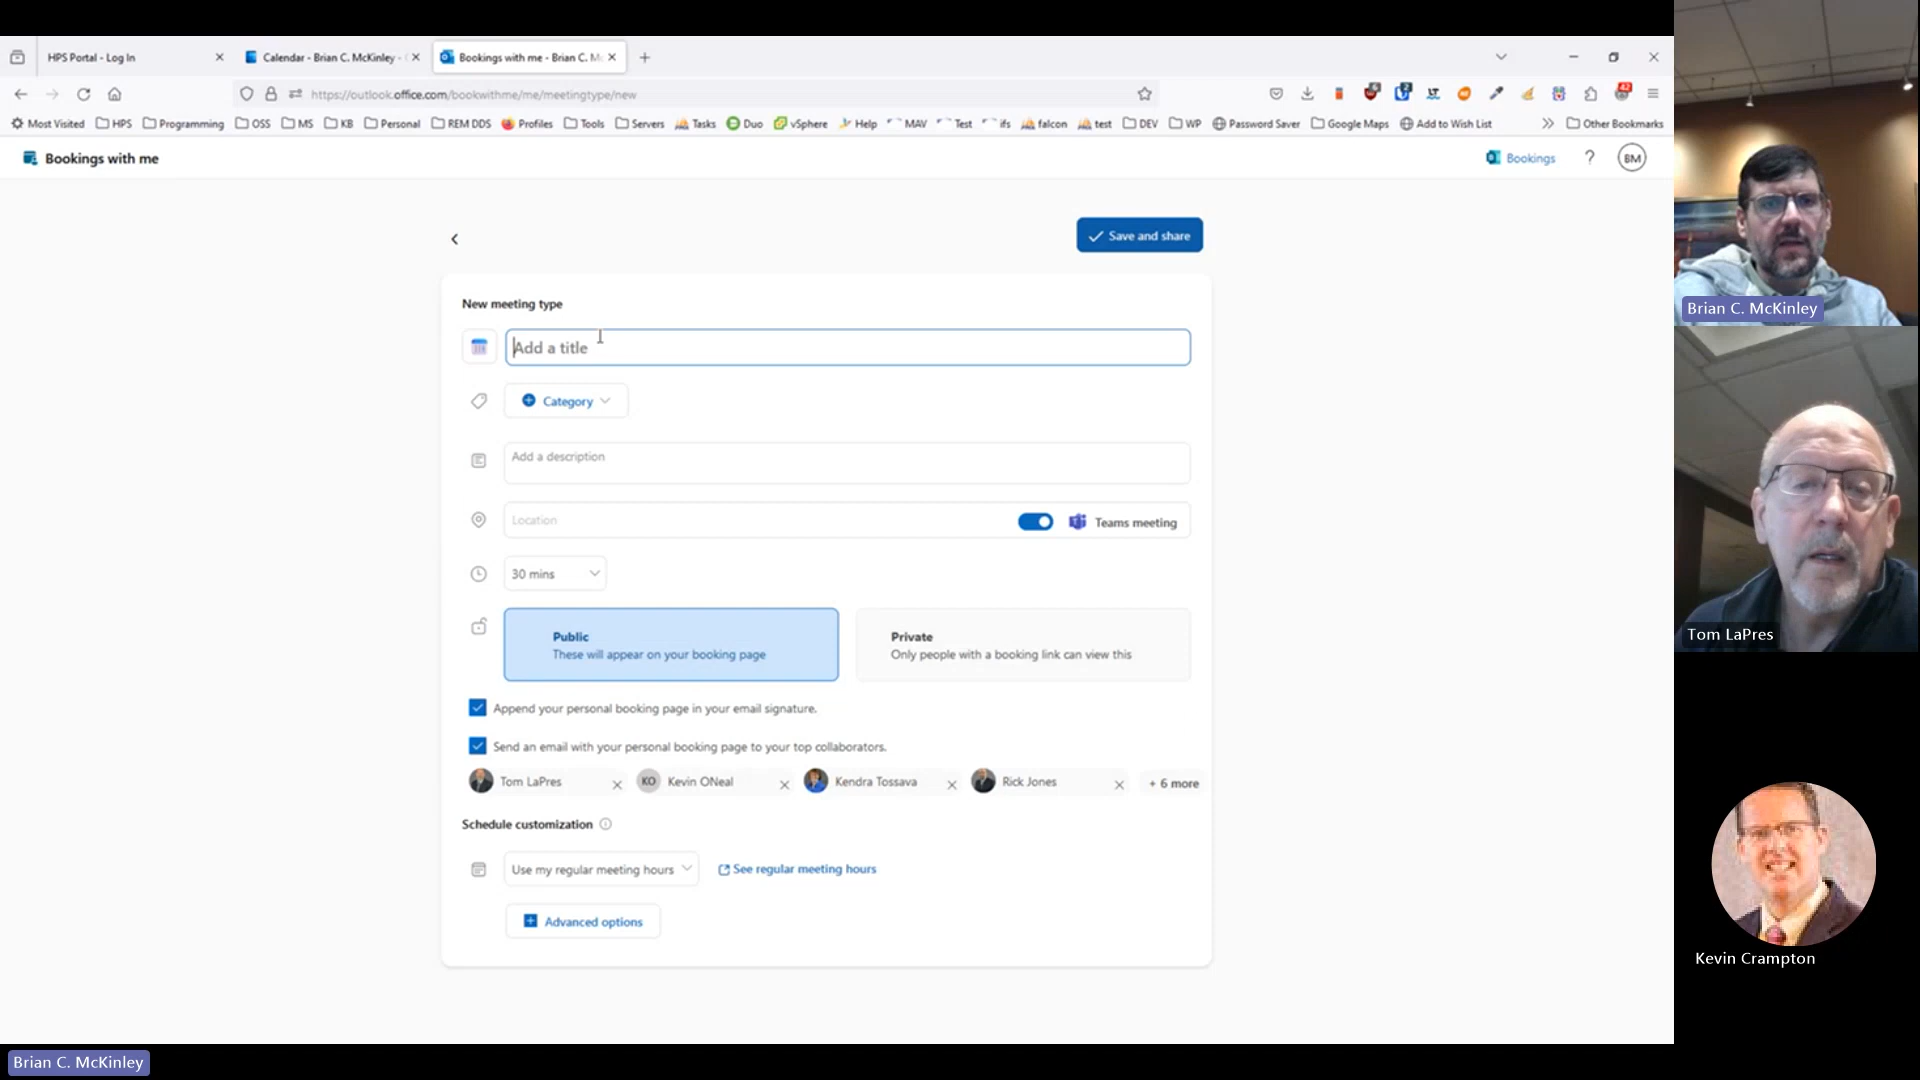 HPS Portal - Log In
Calendar - Brian C. McKinley -
Bookings with me - Brian C. Mc
https://outlook.office.com/bookwithme/me/meetingtype/new
Most Visited HPS Programming OSS MS KB Personal REM DDS Profiles Tools Servers Tasks Duo vSphere Help MAV Test ifs falcon test DEV WP Password Saver Google Maps Add to Wish List Other Bookmarks
Bookings with me
Bookings ? BM
Save and share
New meeting type
Add a title
Category
Add a description
Location
Teams meeting
30 mins
Public
These will appear on your booking page
Private
Only people with a booking link can view this
Append your personal booking page in your email signature.
Send an email with your personal booking page to your top collaborators.
Tom LaPres KO Kevin ONeal Kendra Tossava Rick Jones + 6 more
Schedule customization
Use my regular meeting hours See regular meeting hours
Advanced options
Brian C. McKinley
Tom LaPres
Kevin Crampton
Brian C. McKinley